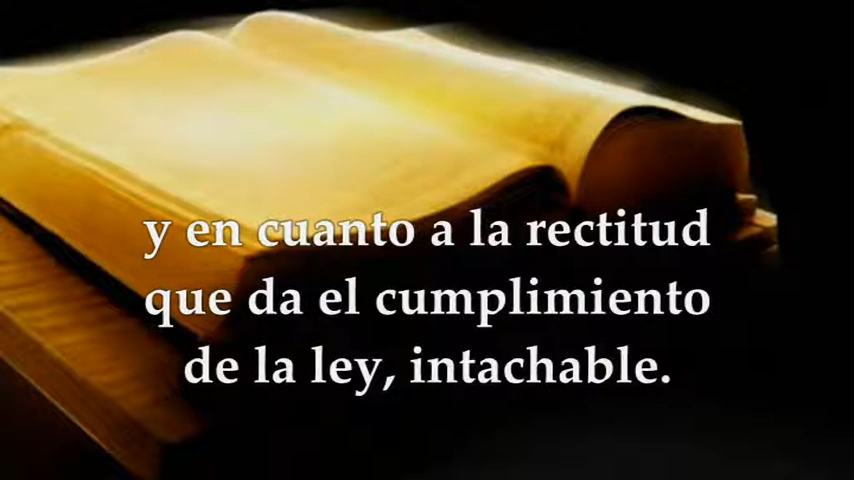 y en cuanto a la rectitud
que da el cumplimiento
de la ley, intachable.